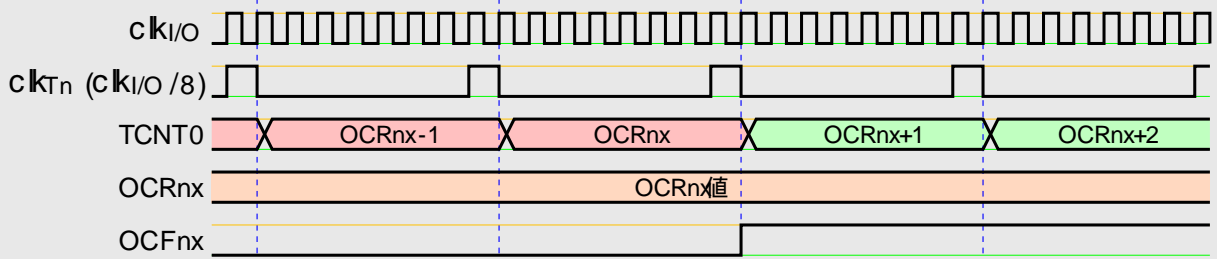 clkI/O
clkTn (clkI/O /8)
TCNT0 OCRnx-1 OCRnx OCRnx+1 OCRnx+2
OCRnx OCRnx値
OCFnx